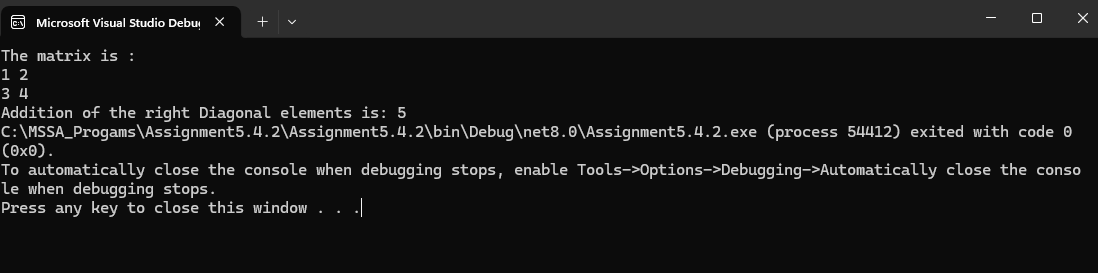 Microsoft Visual Studio Debug
The matrix is :
1 2
3 4
Addition of the right Diagonal elements is: 5
C:\MSSA_Progams\Assignment5.4.2\Assignment5.4.2\bin\Debug\net8.0\Assignment5.4.2.exe (process 54412) exited with code 0
(0x0).
To automatically close the console when debugging stops, enable Tools->Options->Debugging->Automatically close the conso
le when debugging stops.
Press any key to close this window . . .